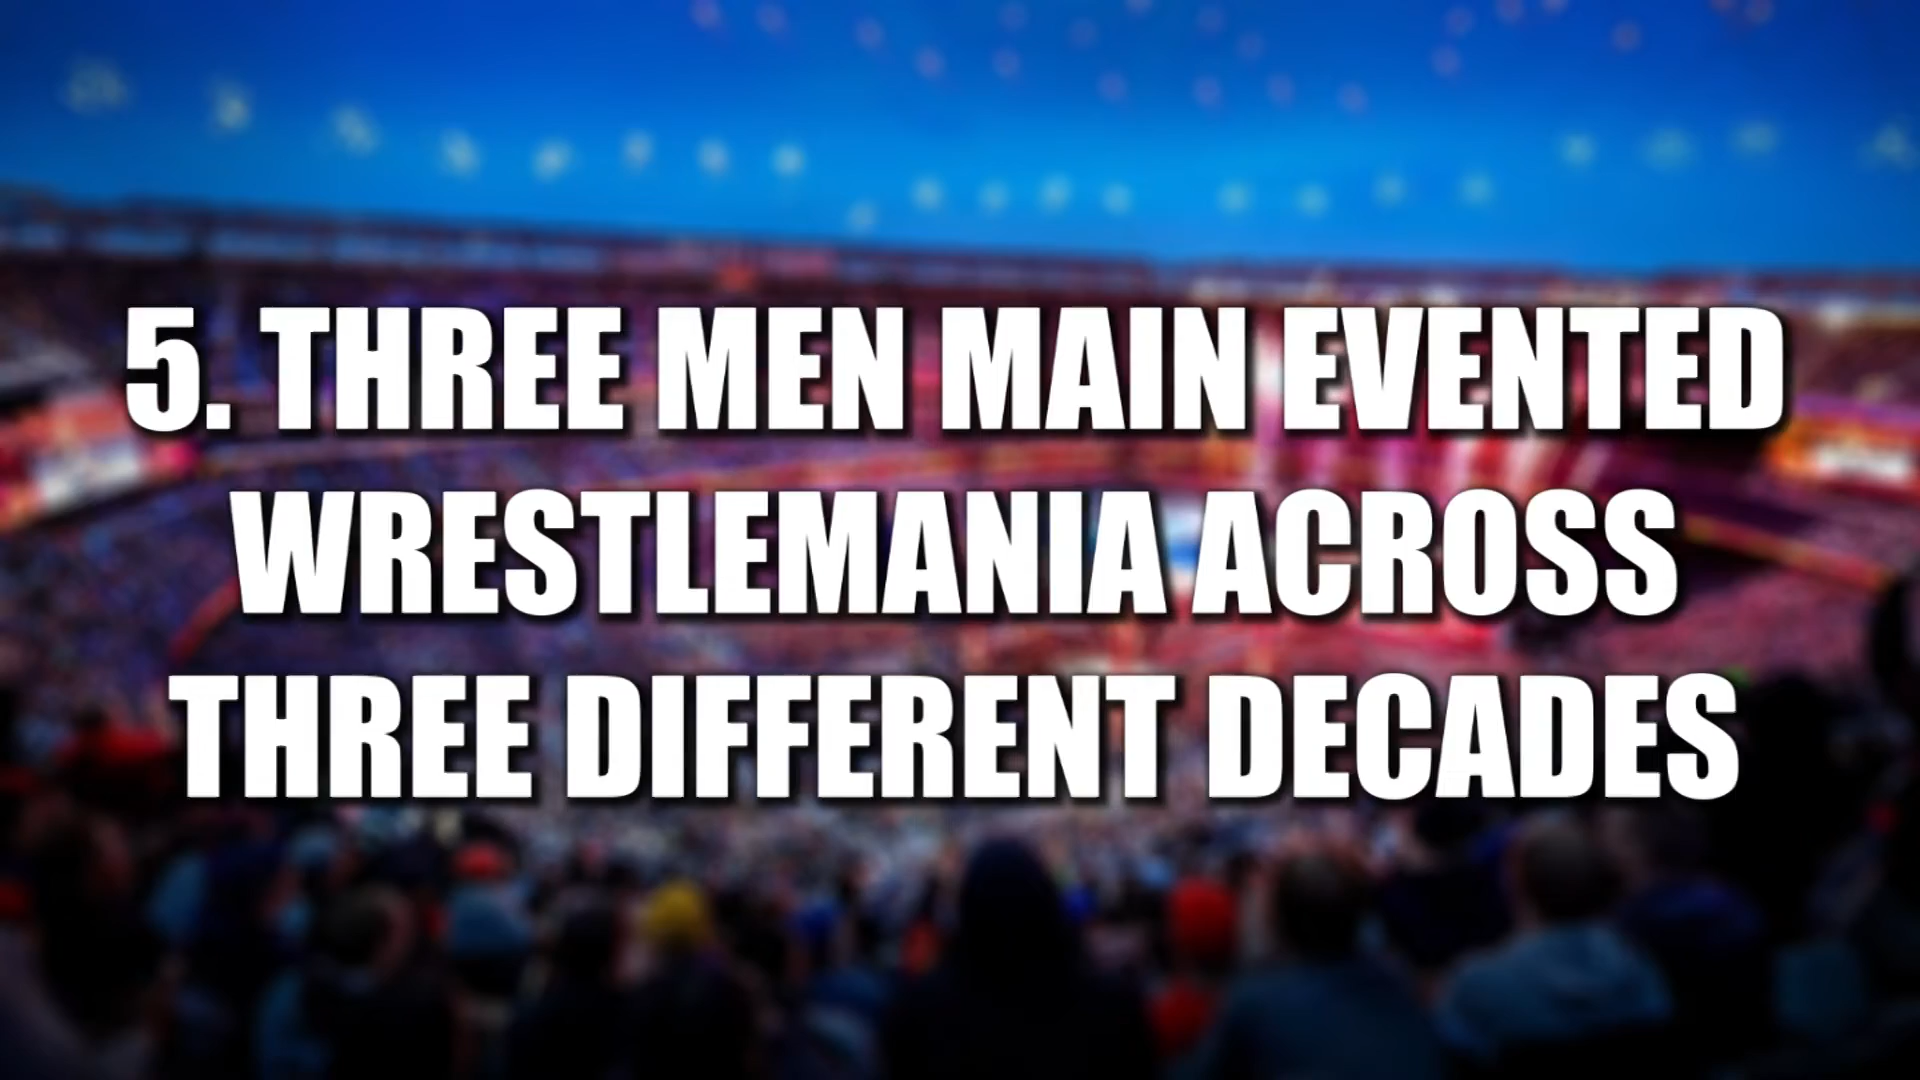 5. THREE MEN MAIN EVENTED
WRESTLEMANIA ACROSS
THREE DIFFERENT DECADES